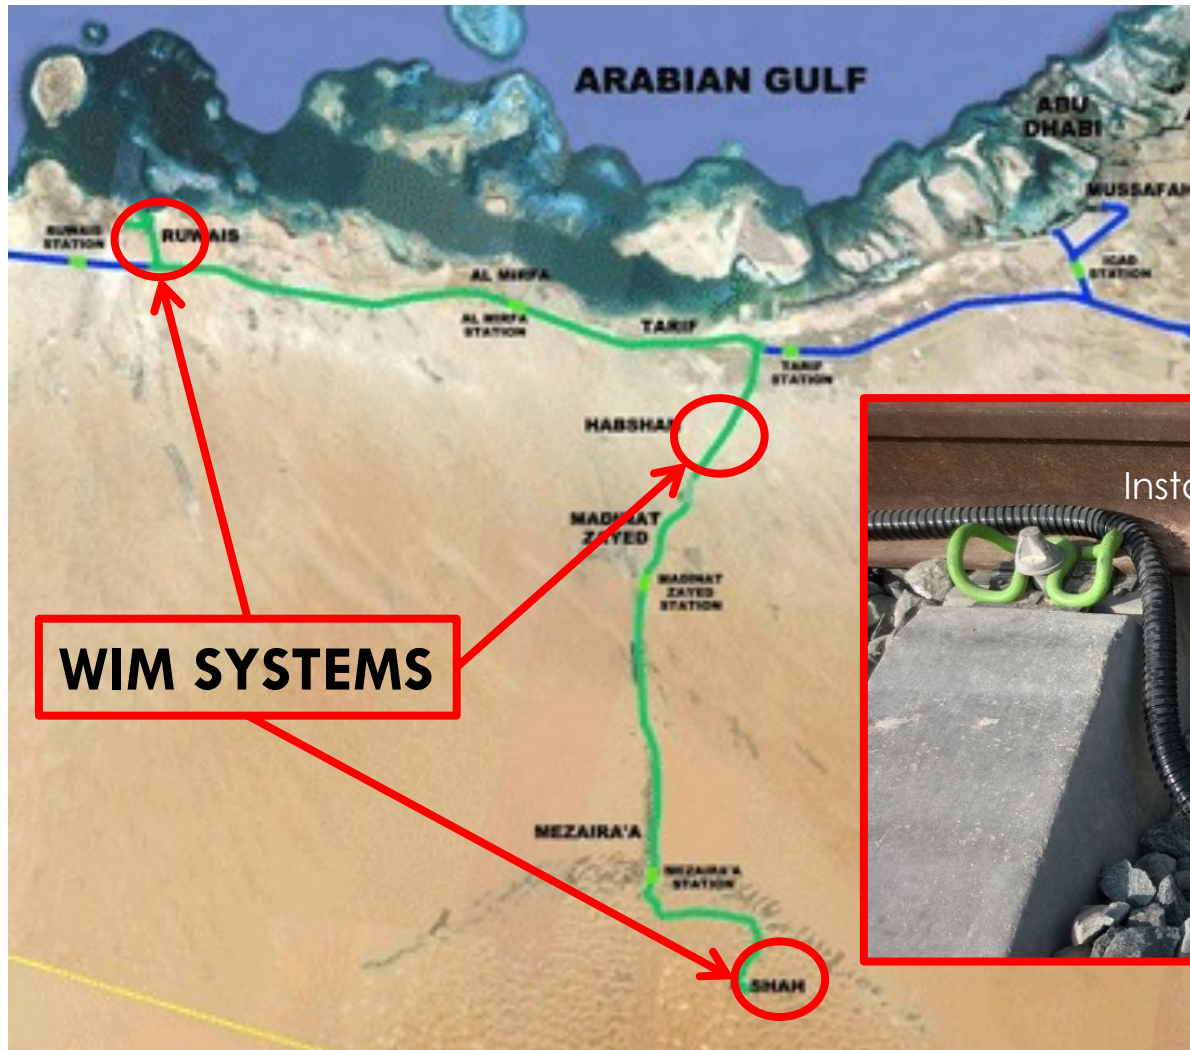 ARABIAN GULF
ABU
DHABI
MUSSAFAH
RUWAIS
STATION
RUWAIS
ICAD
STATION
AL MIRFA
AL MIRFA
STATION
TARIF
TARIF
STATION
HABSHAN
MADINAT
ZAYED
MADINAT
ZAYED
STATION
WIM SYSTEMS
MEZAIRA'A
MEZAIRA'A
STATION
SHAH